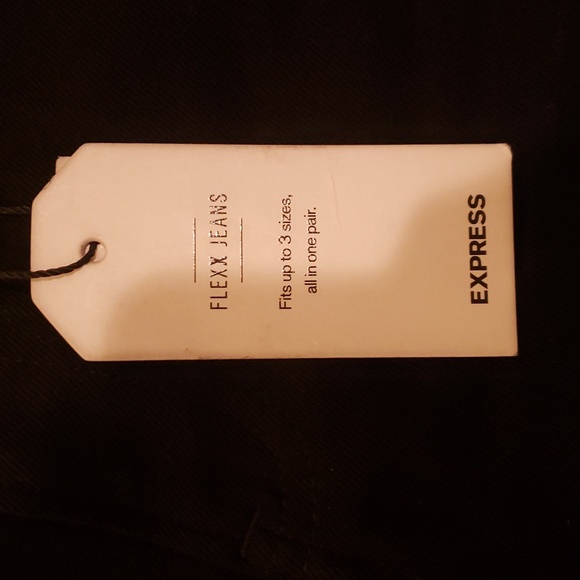 FLEXX JEANS
Fits up to 3 sizes,
all in one pair.
EXPRESS